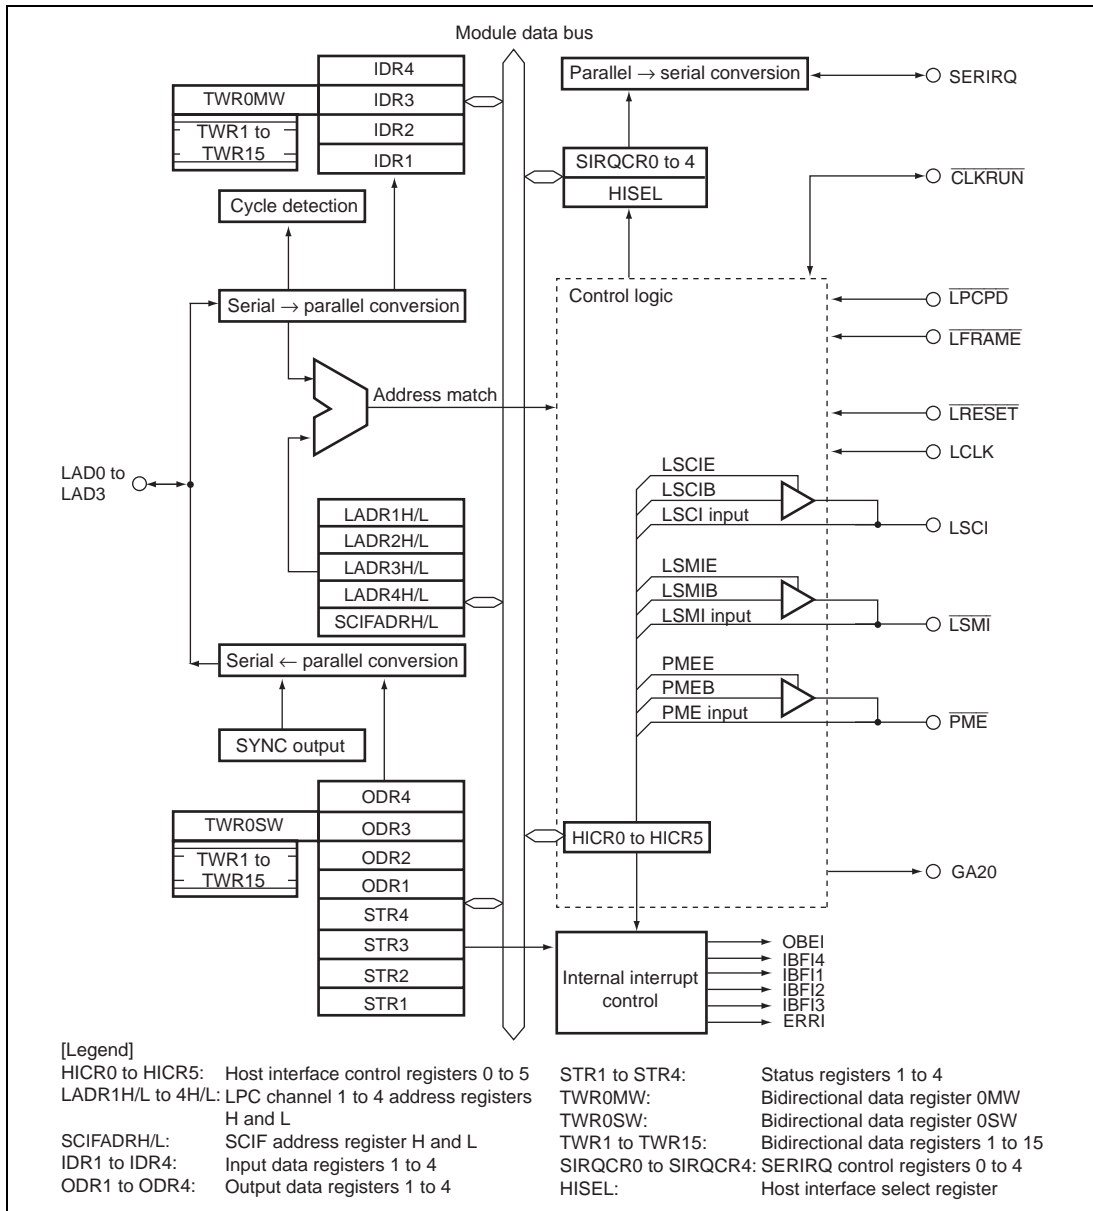 Module data bus
IDR4
TWR0MW
IDR3
TWR1 to
TWR15
IDR2
IDR1
Parallel → serial conversion
SERIRQ
SIRQCR0 to 4
HISEL
CLKRUN
Cycle detection
Serial → parallel conversion
Control logic
LPCPD
LFRAME
Address match
LRESET
LCLK
LAD0 to
LAD3
LSCIE
LSCIB
LSCI input
LSCI
LADR1H/L
LADR2H/L
LADR3H/L
LADR4H/L
SCIFADRH/L
LSMIE
LSMIB
LSMI input
LSMI
Serial ← parallel conversion
PMEE
PMEB
PME input
PME
SYNC output
ODR4
TWR0SW
ODR3
TWR1 to
TWR15
ODR2
ODR1
STR4
STR3
STR2
STR1
HICR0 to HICR5
GA20
Internal interrupt
control
OBEI
IBFI4
IBFI1
IBFI2
IBFI3
ERRI
[Legend]
HICR0 to HICR5: Host interface control registers 0 to 5
LADR1H/L to 4H/L: LPC channel 1 to 4 address registers
H and L
SCIFADRH/L: SCIF address register H and L
IDR1 to IDR4: Input data registers 1 to 4
ODR1 to ODR4: Output data registers 1 to 4
STR1 to STR4: Status registers 1 to 4
TWR0MW: Bidirectional data register 0MW
TWR0SW: Bidirectional data register 0SW
TWR1 to TWR15: Bidirectional data registers 1 to 15
SIRQCR0 to SIRQCR4: SERIRQ control registers 0 to 4
HISEL: Host interface select register